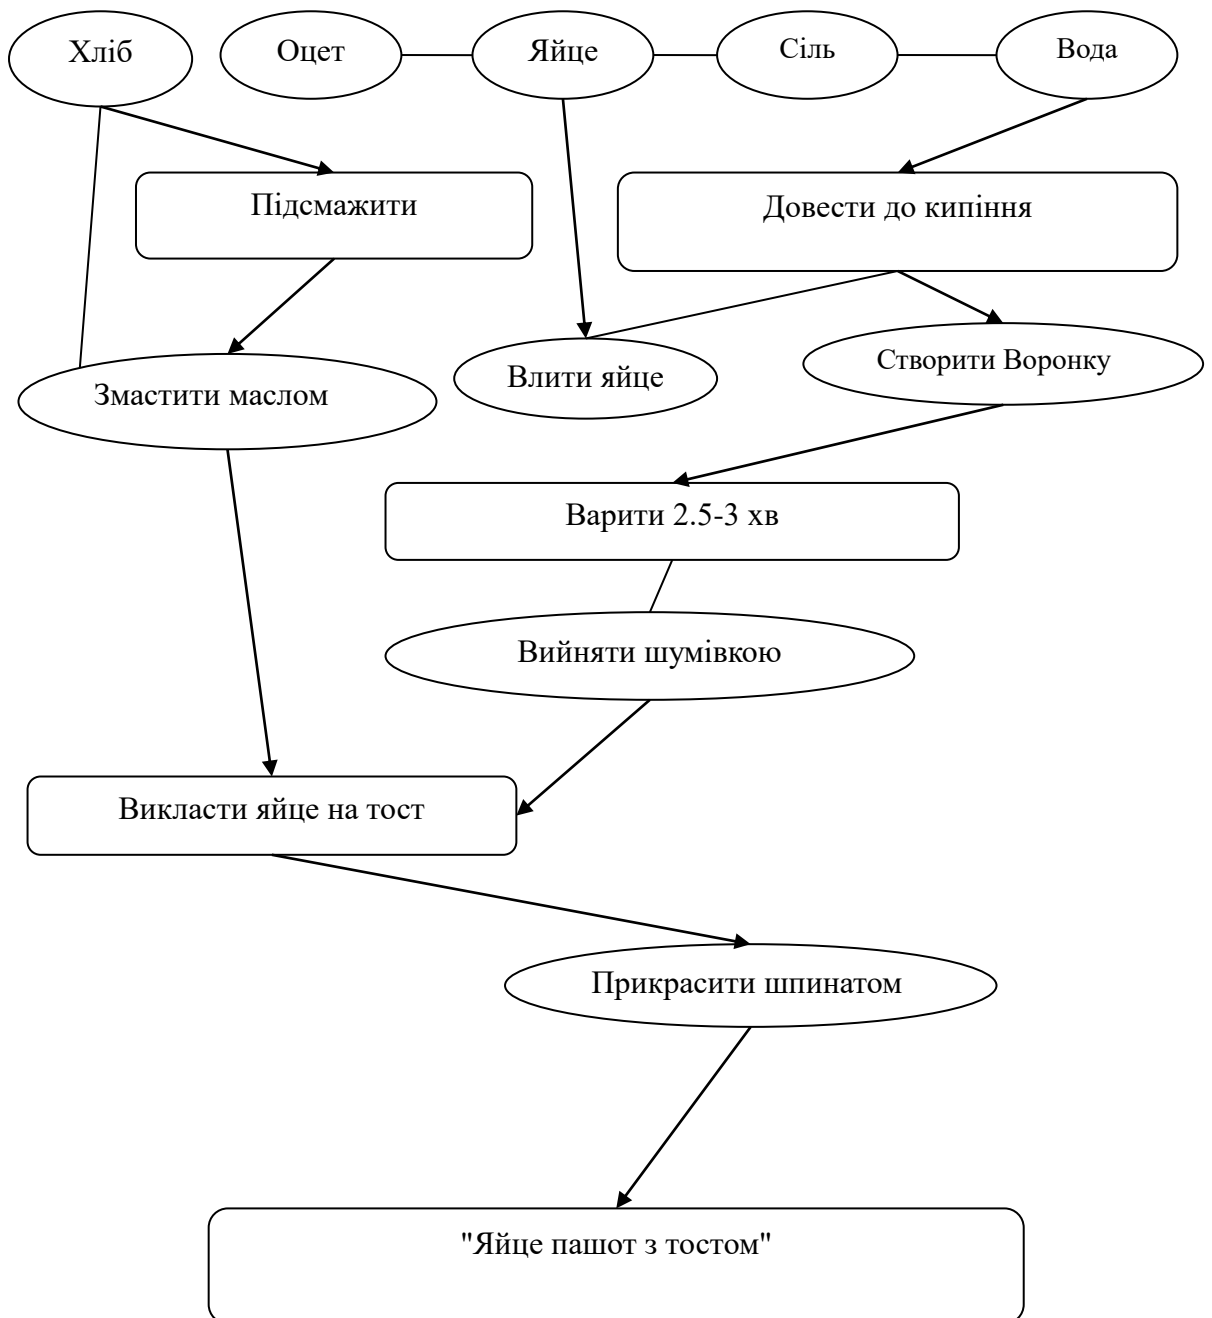 Хліб
Оцет
Яйце
Сіль
Вода
Підсмажити
Довести до кипіння
Змастити маслом
Влити яйце
Створити Воронку
Варити 2.5-3 хв
Вийняти шумівкою
Викласти яйце на тост
Прикрасити шпинатом
"Яйце пашот з тостом"